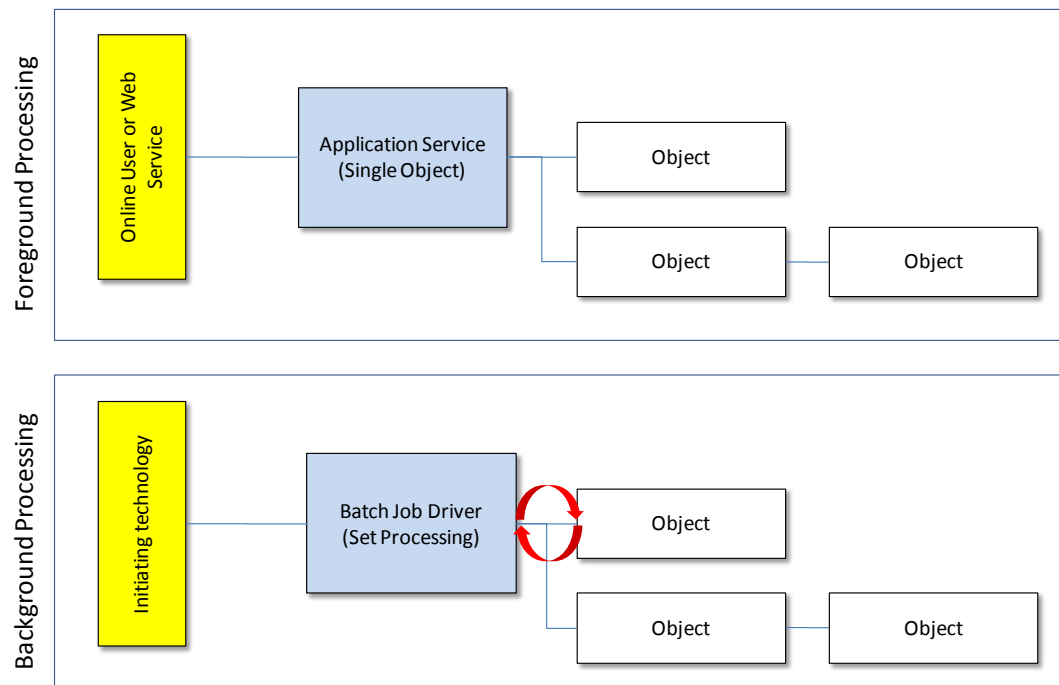 Foreground Processing
Online User or Web
Service
Application Service
(Single Object)
Object
Object
Object
Background Processing
Initiating technology
Batch Job Driver
(Set Processing)
Object
Object
Object